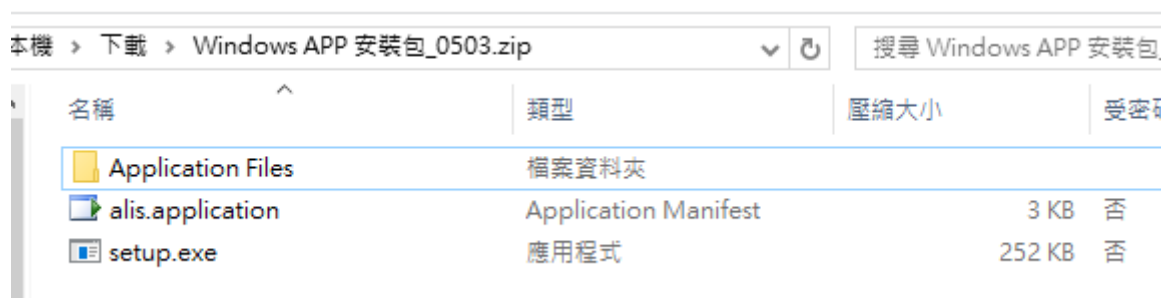 本機 › 下載 › Windows APP 安裝包_0503.zip 搜尋 Windows APP 安裝包_
名稱 類型 壓縮大小 受密
Application Files 檔案資料夾
alis.application Application Manifest 3 KB 否
setup.exe 應用程式 252 KB 否